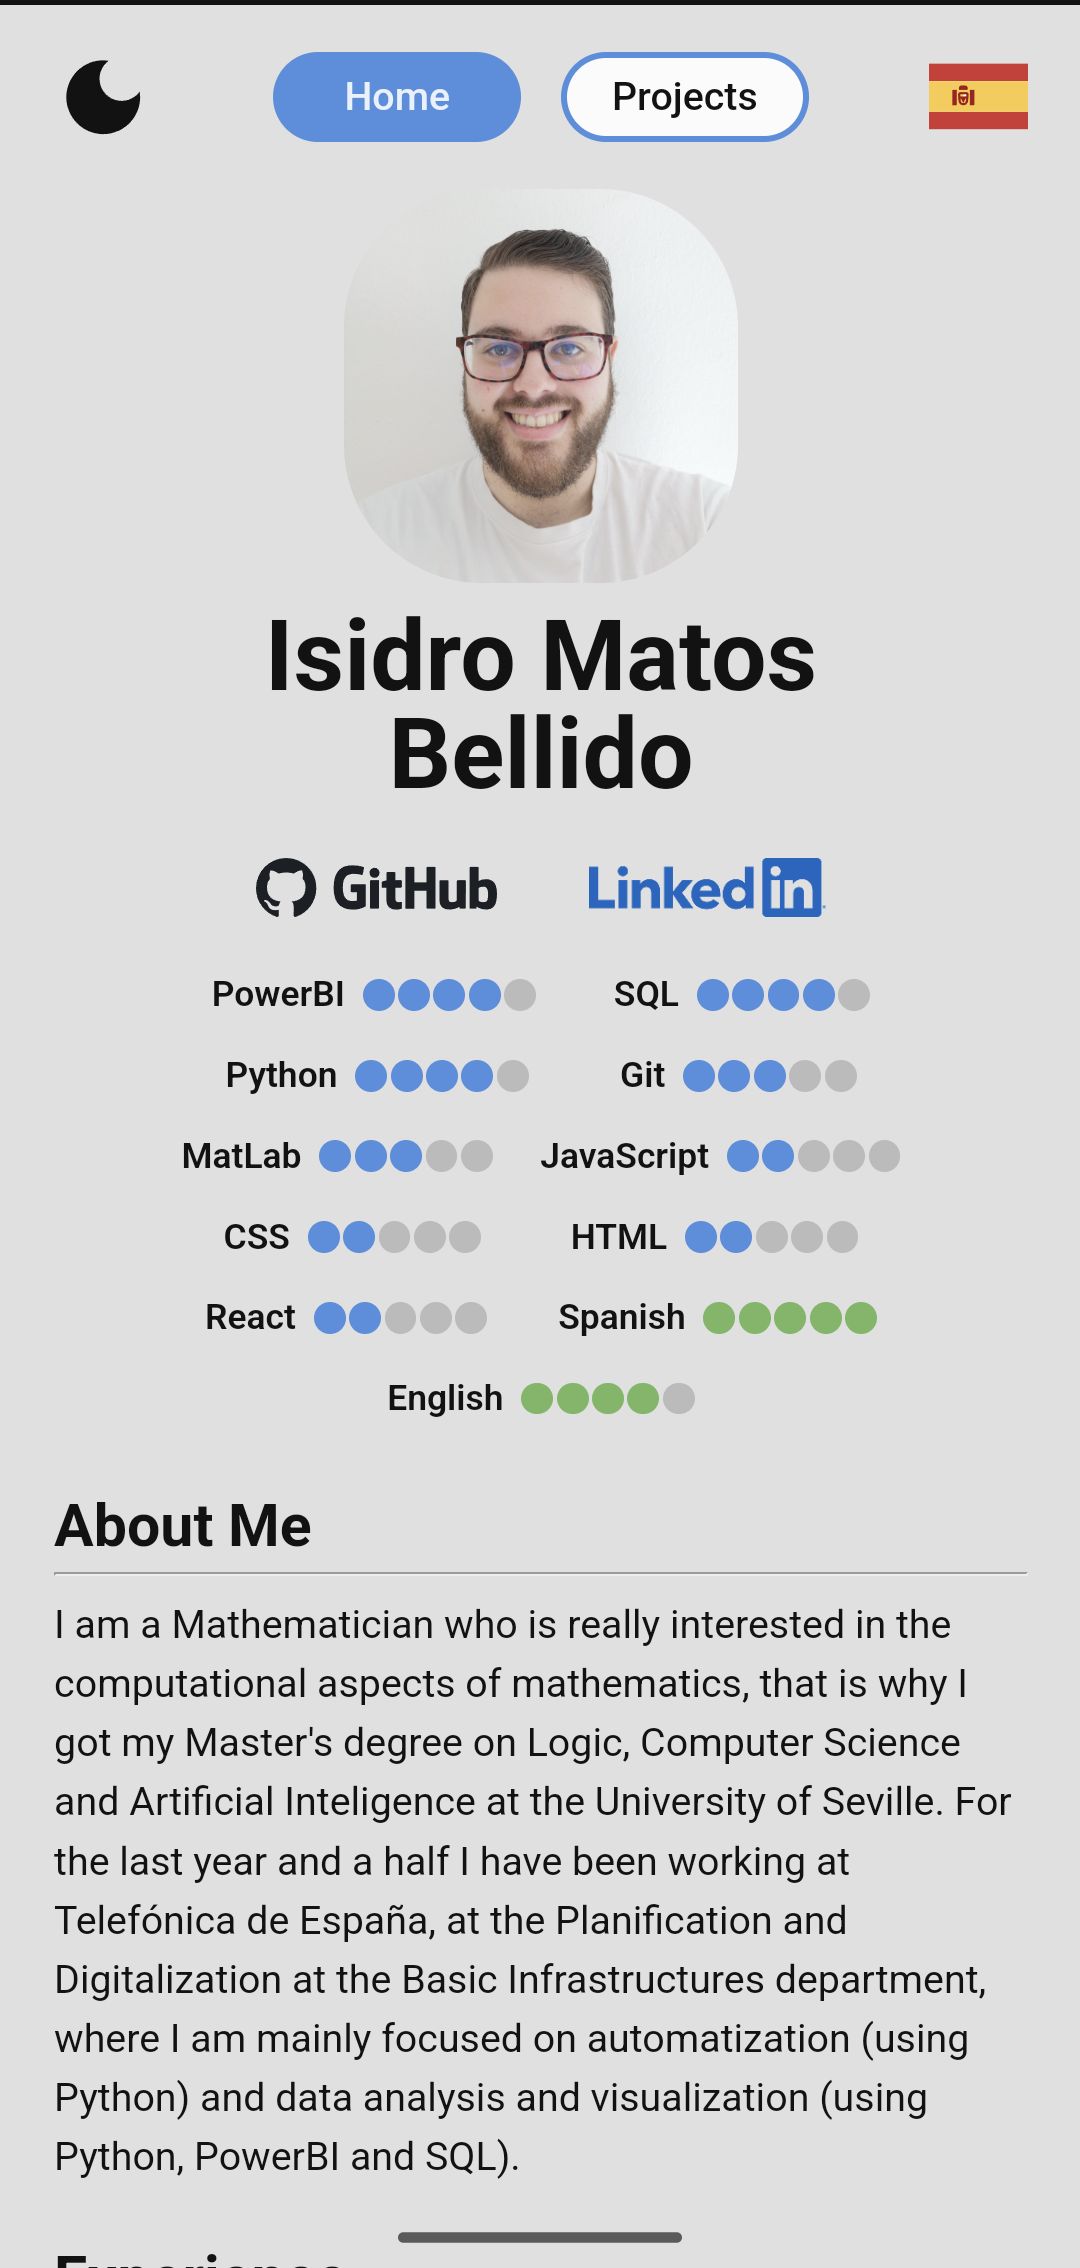 Home Projects
Isidro Matos
Bellido
GitHub LinkedIn
PowerBI SQL
Python Git
MatLab JavaScript
CSS HTML
React Spanish
English
About Me
I am a Mathematician who is really interested in the
computational aspects of mathematics, that is why I
got my Master's degree on Logic, Computer Science
and Artificial Inteligence at the University of Seville. For
the last year and a half I have been working at
Telefónica de España, at the Planification and
Digitalization at the Basic Infrastructures department,
where I am mainly focused on automatization (using
Python) and data analysis and visualization (using
Python, PowerBI and SQL).